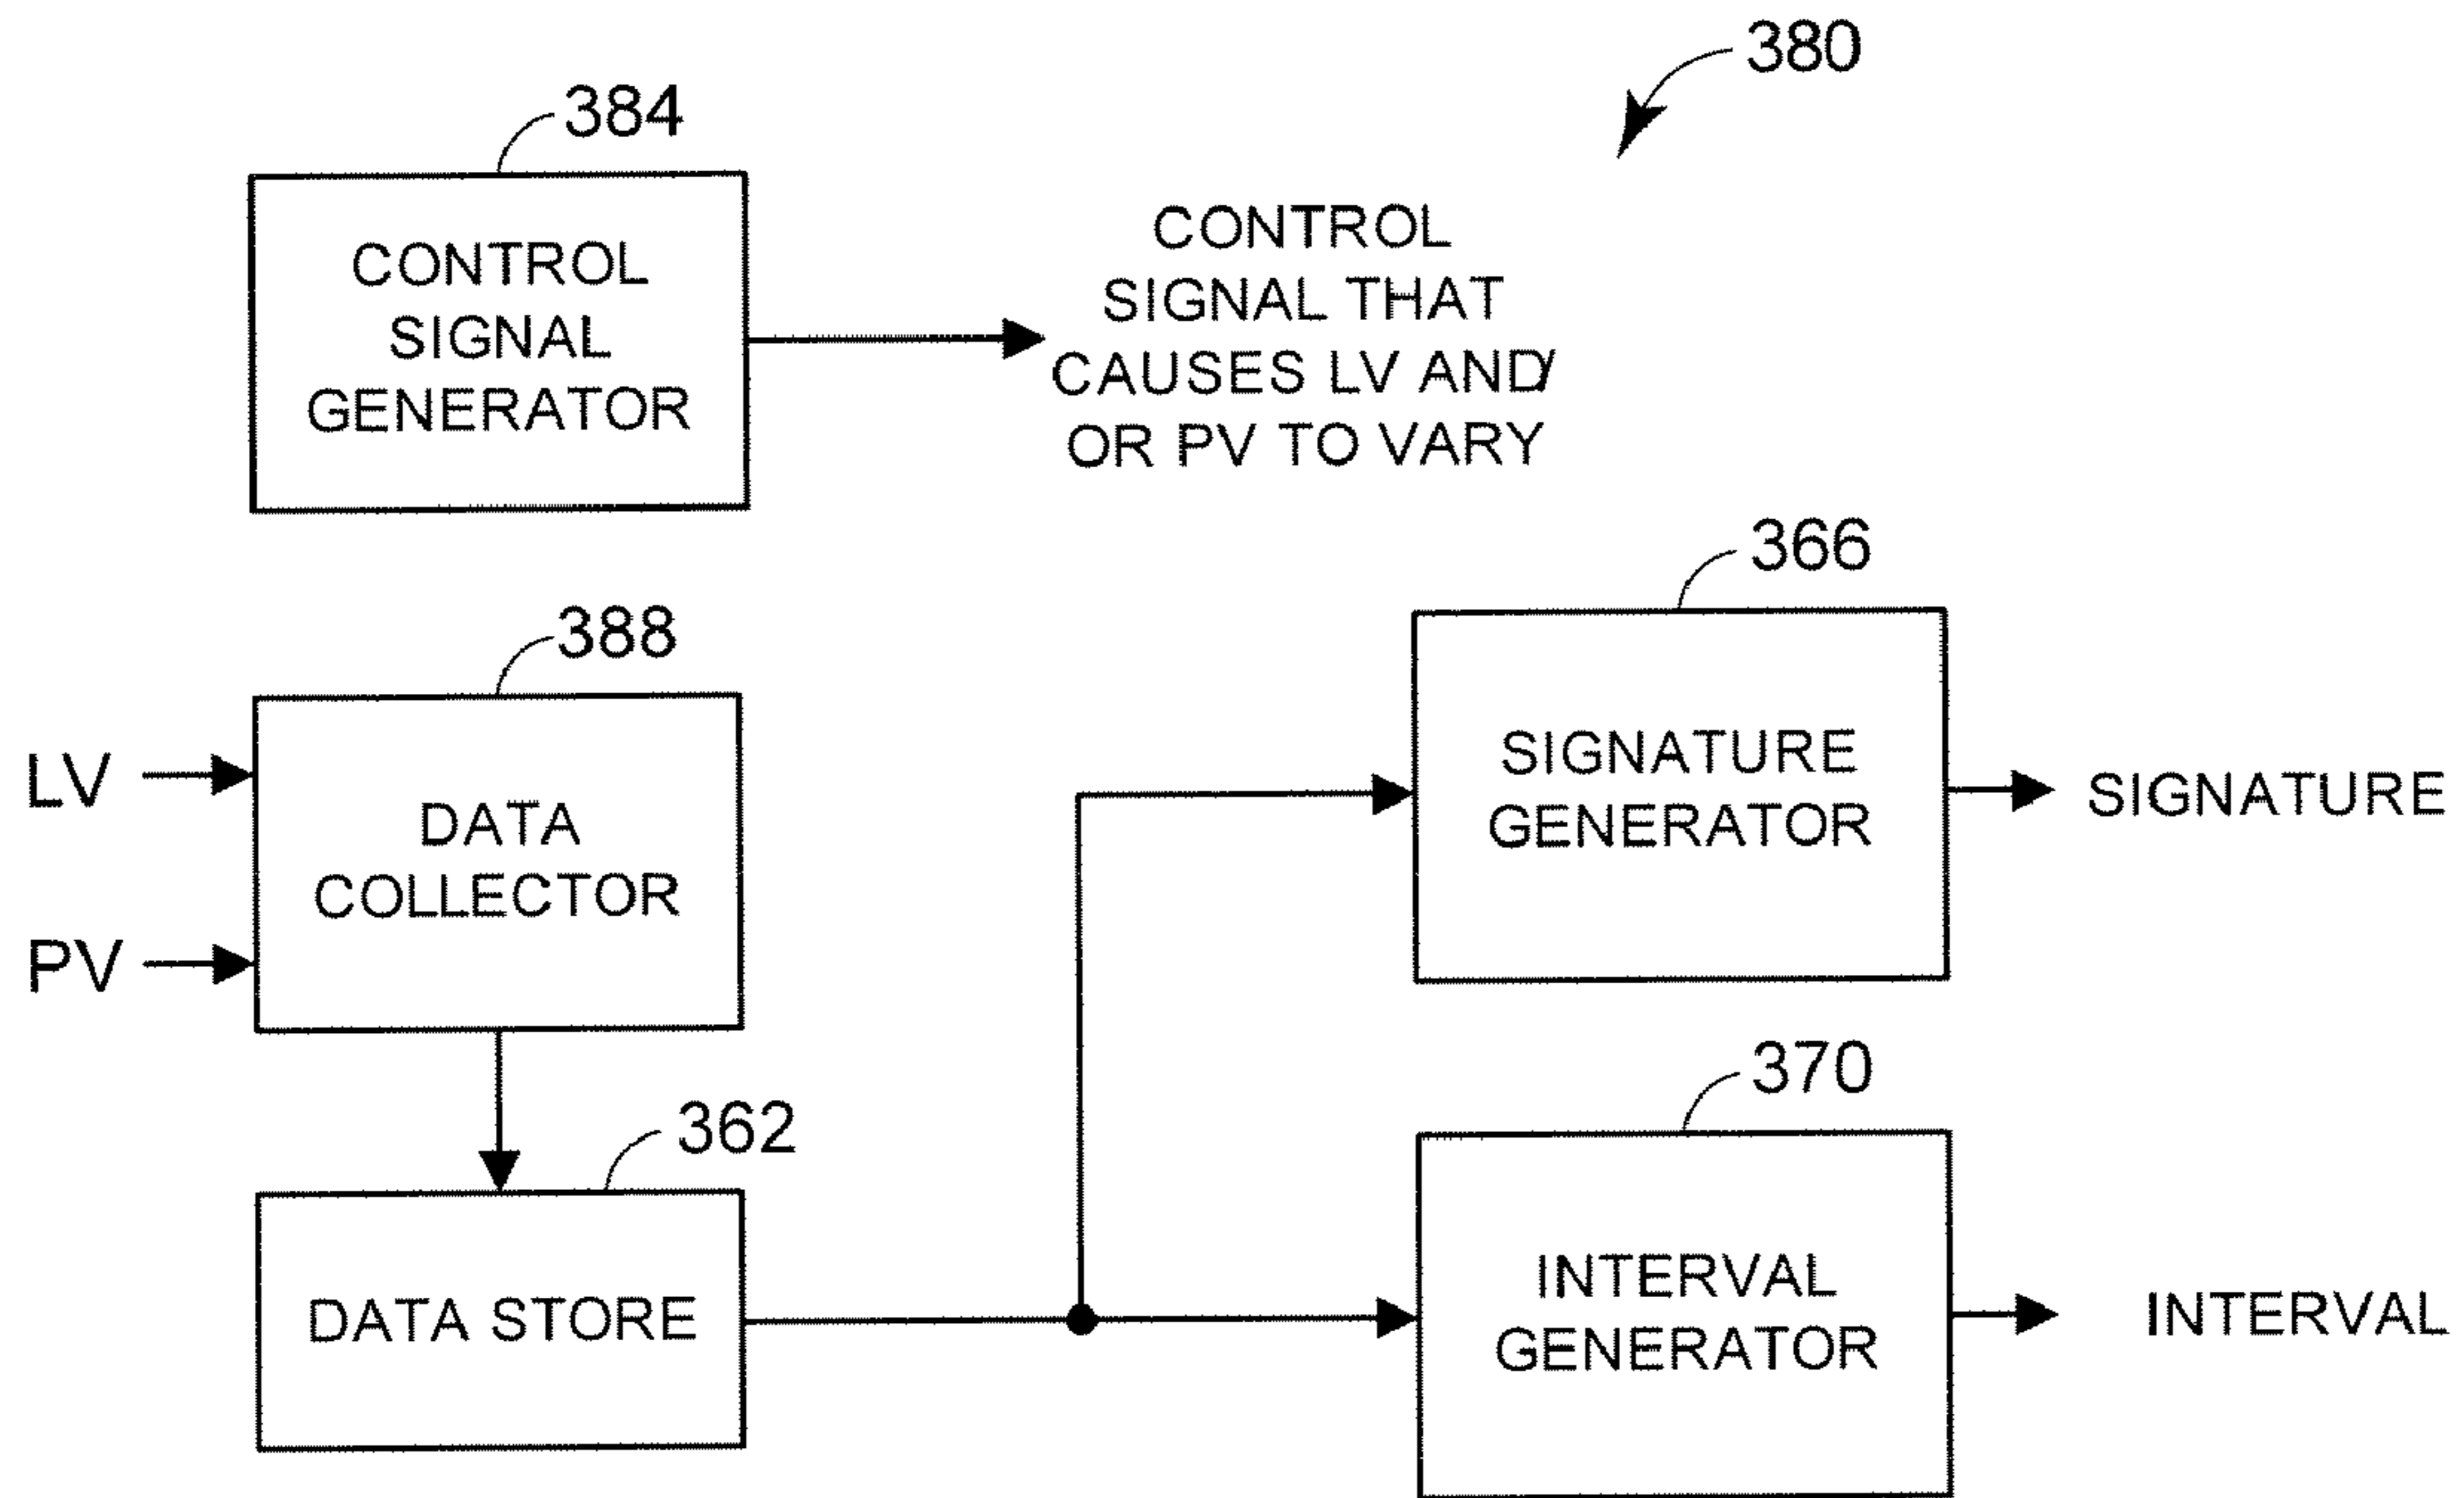 380
384
CONTROL
SIGNAL
GENERATOR
CONTROL
SIGNAL THAT
CAUSES LV AND/
OR PV TO VARY
366
388
LV
PV
DATA
COLLECTOR
SIGNATURE
GENERATOR
SIGNATURE
370
362
DATA STORE
INTERVAL
GENERATOR
INTERVAL